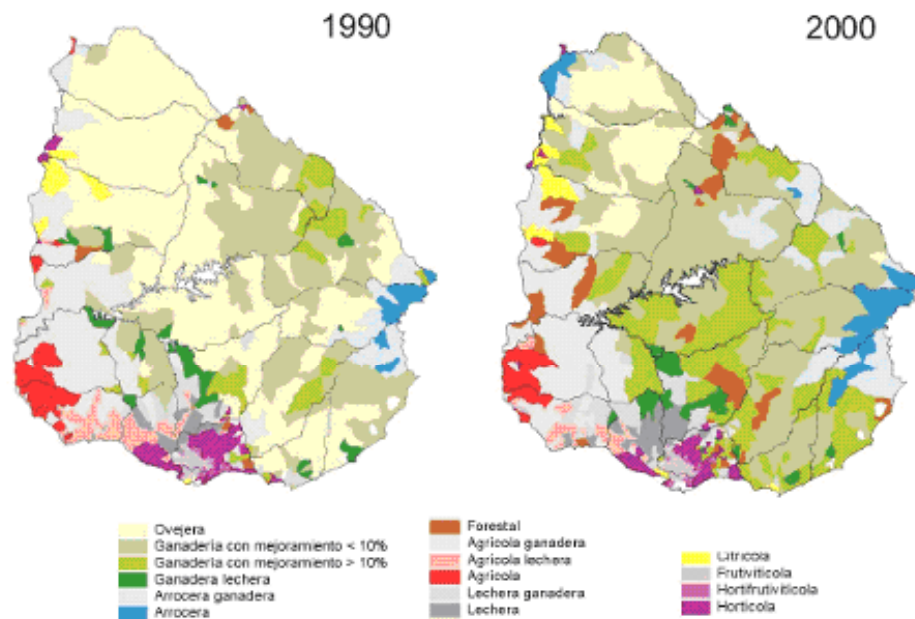 1990
2000
Ovejera
Ganadería con mejoramiento < 10%
Ganadería con mejoramiento > 10%
Ganadera lechera
Arrocera ganadera
Arrocera
Forestal
Agrícola ganadera
Agrícola lechera
Agrícola
Lechera ganadera
Lechera
Citrícola
Frutivitícola
Hortifrutivitícola
Hortícola